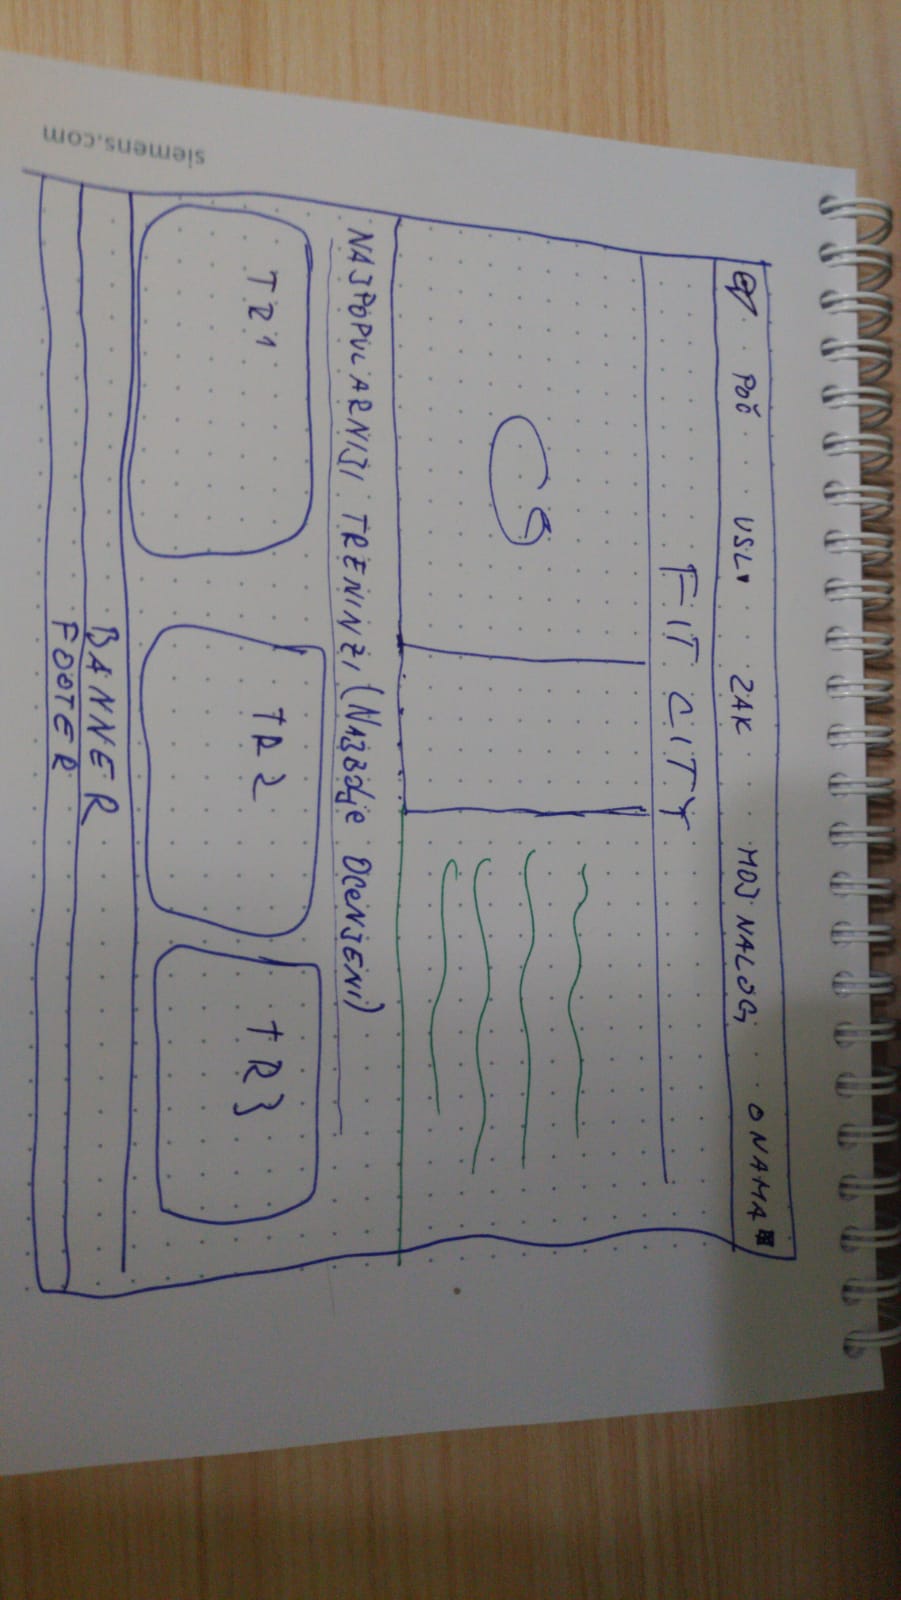 POČ USL▾ ZAK MOJ NALOG O NAMA
FIT CITY
CS
NAJPOPULARNIJI TRENINZI (NAJBOLJE OCENJENI)
TR1 TR2 TR3
BANNER
FOOTER
siemens.com